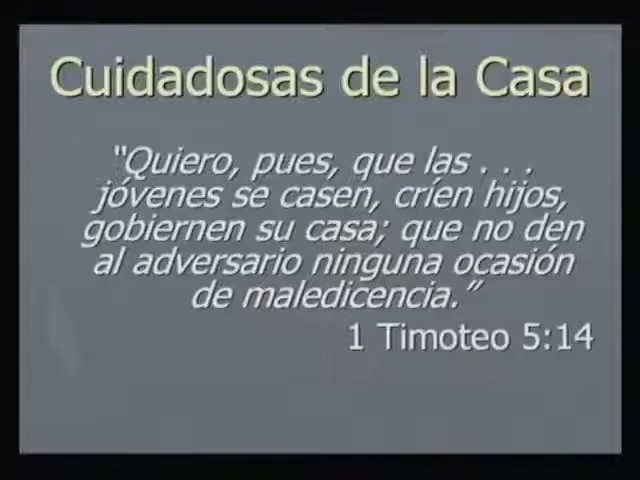 Cuidadosas de la Casa
“Quiero, pues, que las . . .
jóvenes se casen, críen hijos,
gobiernen su casa; que no den
al adversario ninguna ocasión
de maledicencia.”
1 Timoteo 5:14